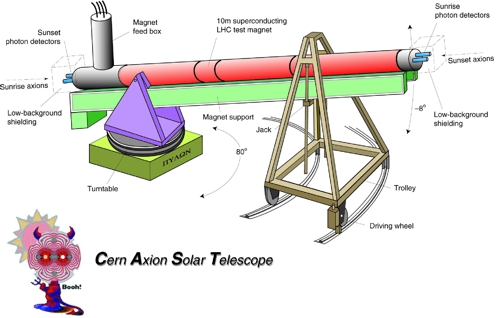 Sunset
photon detectors
Magnet
feed box
10m superconducting
LHC test magnet
Sunrise
photon detectors
Sunrise axions
Sunset axions
Low-background
shielding
Magnet support
Jack
~8°
Low-background
shielding
80°
Turntable
Trolley
Driving wheel
Booh!
Cern Axion Solar Telescope